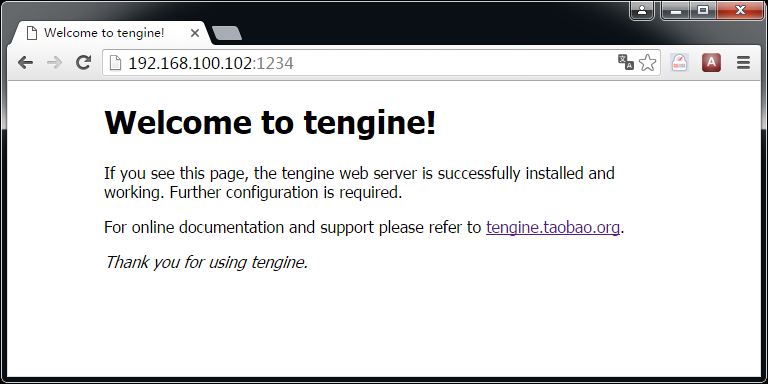 Welcome to tengine!
192.168.100.102:1234
Welcome to tengine!
If you see this page, the tengine web server is successfully installed and
working. Further configuration is required.
For online documentation and support please refer to tengine.taobao.org.
Thank you for using tengine.